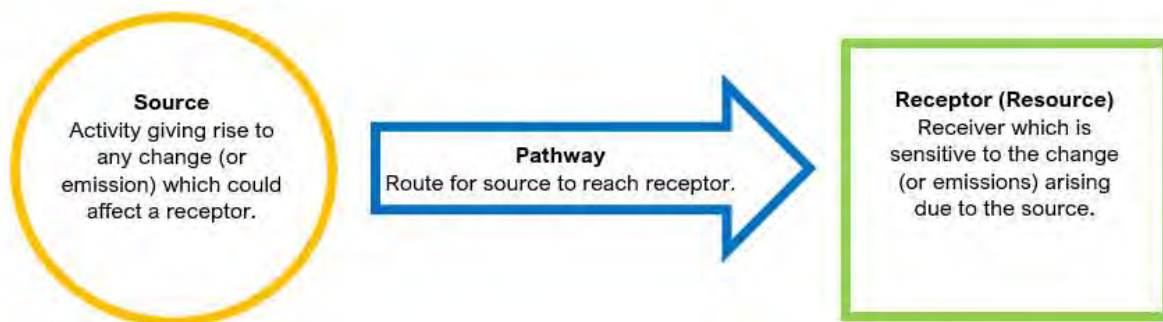 Source
Activity giving rise to
any change (or
emission) which could
affect a receptor.
Pathway
Route for source to reach receptor.
Receptor (Resource)
Receiver which is
sensitive to the change
(or emissions) arising
due to the source.